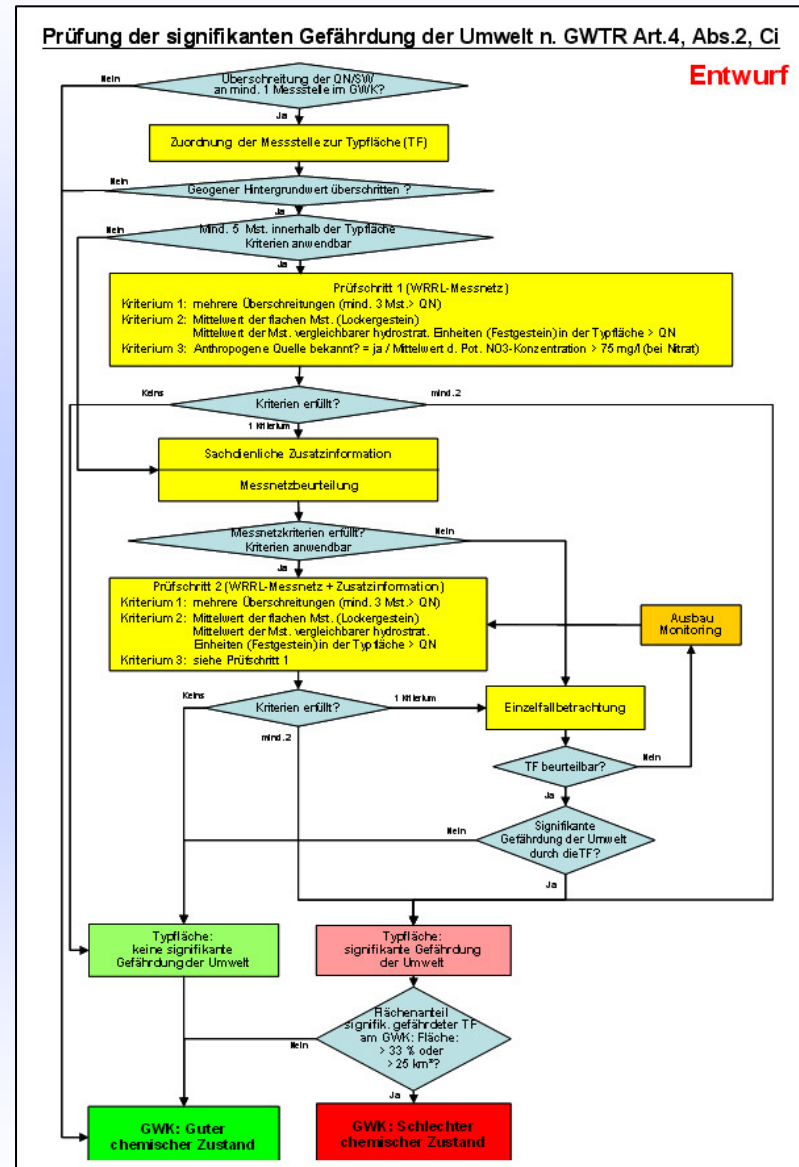 Prüfung der signifikanten Gefährdung der Umwelt n. GWTR Art.4, Abs.2, Ci
Entwurf
Nein
Überschreitung der QN/SW
an mind. 1 Messstelle im GWK?
Ja
Zuordnung der Messstelle zur Typfläche (TF)
Nein
Geogener Hintergrundwert überschritten ?
Ja
Nein
Mind. 5 Mst. innerhalb der Typfläche
Kriterien anwendbar
Ja
Prüfschritt 1 (WRRL-Messnetz)
Kriterium 1: mehrere Überschreitungen (mind. 3 Mst.> QN)
Kriterium 2: Mittelwert der flachen Mst. (Lockergestein)
Mittelwert der Mst. vergleichbarer hydrostrat. Einheiten (Festgestein) in der Typfläche > QN
Kriterium 3: Anthropogene Quelle bekannt? = ja / Mittelwert d. Pot. NO3-Konzentration > 75 mg/l (bei Nitrat)
Keins
Kriterien erfüllt?
mind.2
1 Kriterium
Sachdienliche Zusatzinformation
Messnetzbeurteilung
Messnetzkriterien erfüllt?
Kriterien anwendbar
Nein
Ja
Prüfschritt 2 (WRRL-Messnetz + Zusatzinformation)
Kriterium 1: mehrere Überschreitungen (mind. 3 Mst.> QN)
Kriterium 2: Mittelwert der flachen Mst. (Lockergestein)
Mittelwert der Mst. vergleichbarer hydrostrat.
Einheiten (Festgestein) in der Typfläche > QN
Kriterium 3: siehe Prüfschritt 1
Ausbau
Monitoring
Keins
Kriterien erfüllt?
1 Kriterium
mind.2
Einzelfallbetrachtung
TF beurteilbar?
Nein
Ja
Nein
Signifikante
Gefährdung der Umwelt
durch die TF?
Ja
Typfläche:
keine signifikante
Gefährdung der Umwelt
Typfläche:
signifikante Gefährdung
der Umwelt
Flächenanteil
signifik. gefährdeter TF
am GWK: Fläche:
> 33 % oder
> 25 km²?
Nein
Ja
GWK: Guter
chemischer Zustand
GWK: Schlechter
chemischer Zustand